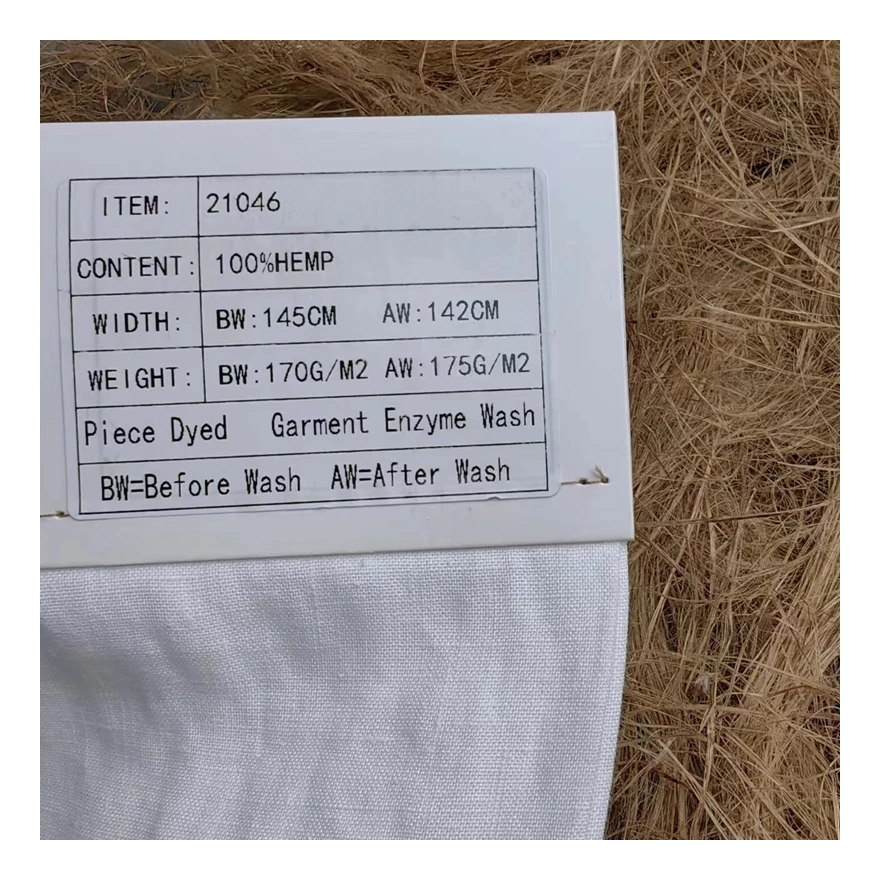 ITEM: 21046
CONTENT: 100%HEMP
WIDTH: BW:145CM AW:142CM
WEIGHT: BW:170G/M2 AW:175G/M2
Piece Dyed Garment Enzyme Wash
BW=Before Wash AW=After Wash